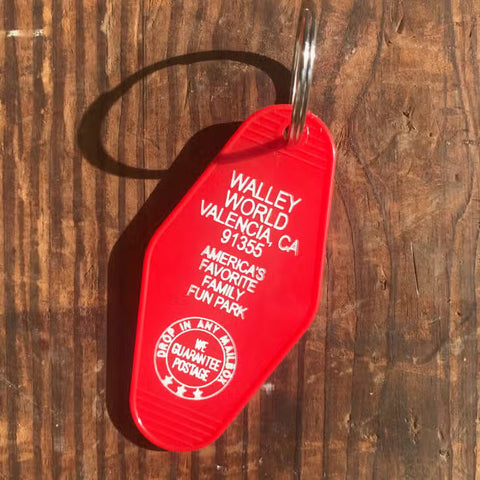 WALLEY
WORLD
VALENCIA, CA
91355
AMERICA'S
FAVORITE
FAMILY
FUN PARK
DROP IN ANY MAILBOX
WE
GUARANTEE
POSTAGE